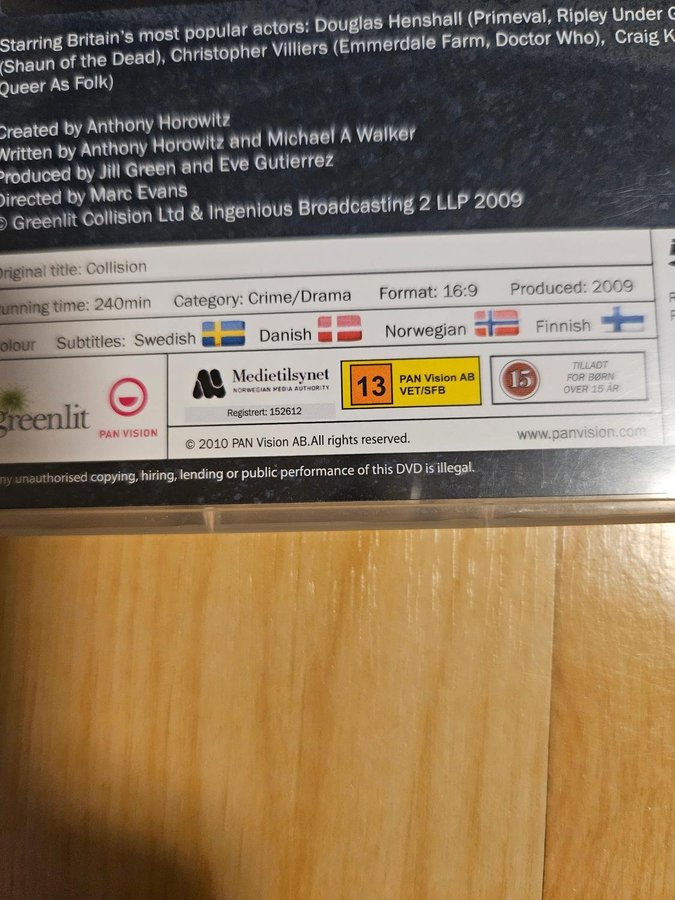 Starring Britain's most popular actors: Douglas Henshall (Primeval, Ripley Under
(Shaun of the Dead), Christopher Villiers (Emmerdale Farm, Doctor Who), Craig
Queer As Folk)
Created by Anthony Horowitz
Written by Anthony Horowitz and Michael A Walker
Produced by Jill Green and Eve Gutierrez
Directed by Marc Evans
© Greenlit Collision Ltd & Ingenious Broadcasting 2 LLP 2009
Original title: Collision
Running time: 240min Category: Crime/Drama Format: 16:9 Produced: 2009
Colour Subtitles: Swedish Danish Norwegian Finnish
greenlit
PAN VISION
Medietilsynet
NORWEGIAN MEDIA AUTHORITY
Registrert: 152612
13
PAN Vision AB
VET/SFB
15
TILLADT
FOR BØRN
OVER 15 ÅR
© 2010 PAN Vision AB.All rights reserved.
www.panvision.com
Any unauthorised copying, hiring, lending or public performance of this DVD is illegal.